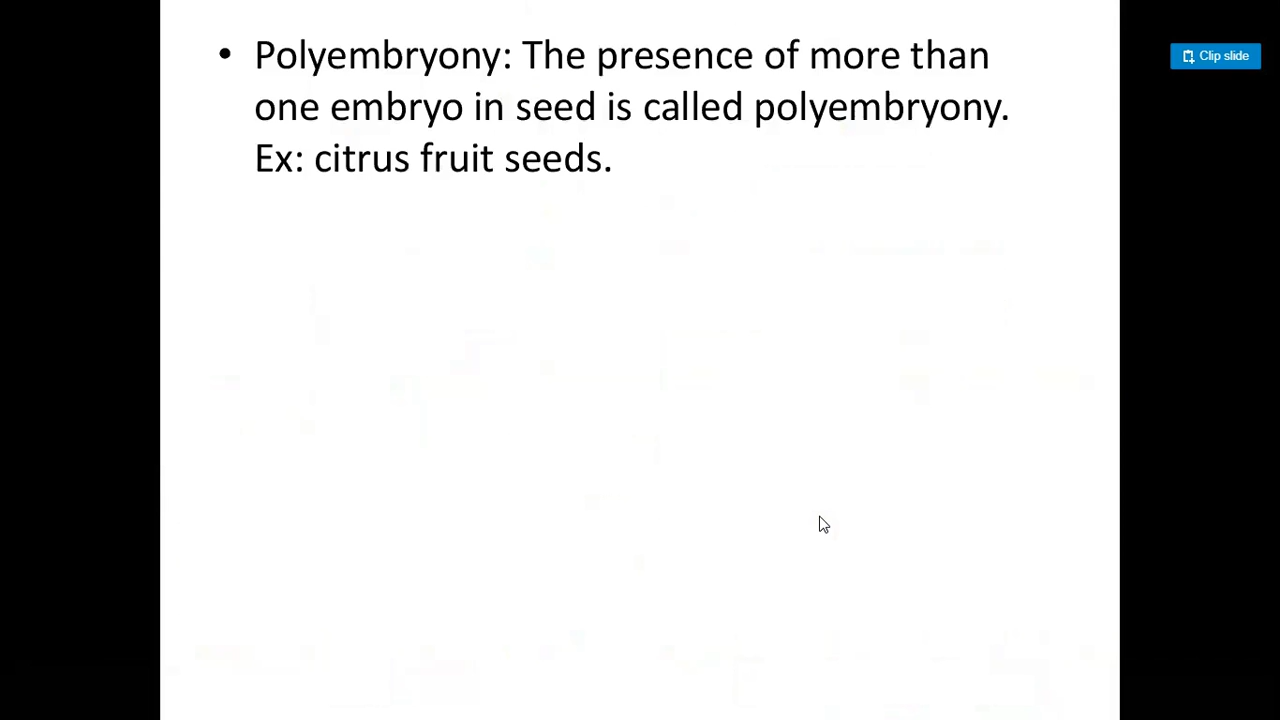 • Polyembryony: The presence of more than
one embryo in seed is called polyembryony.
Ex: citrus fruit seeds.
Clip slide